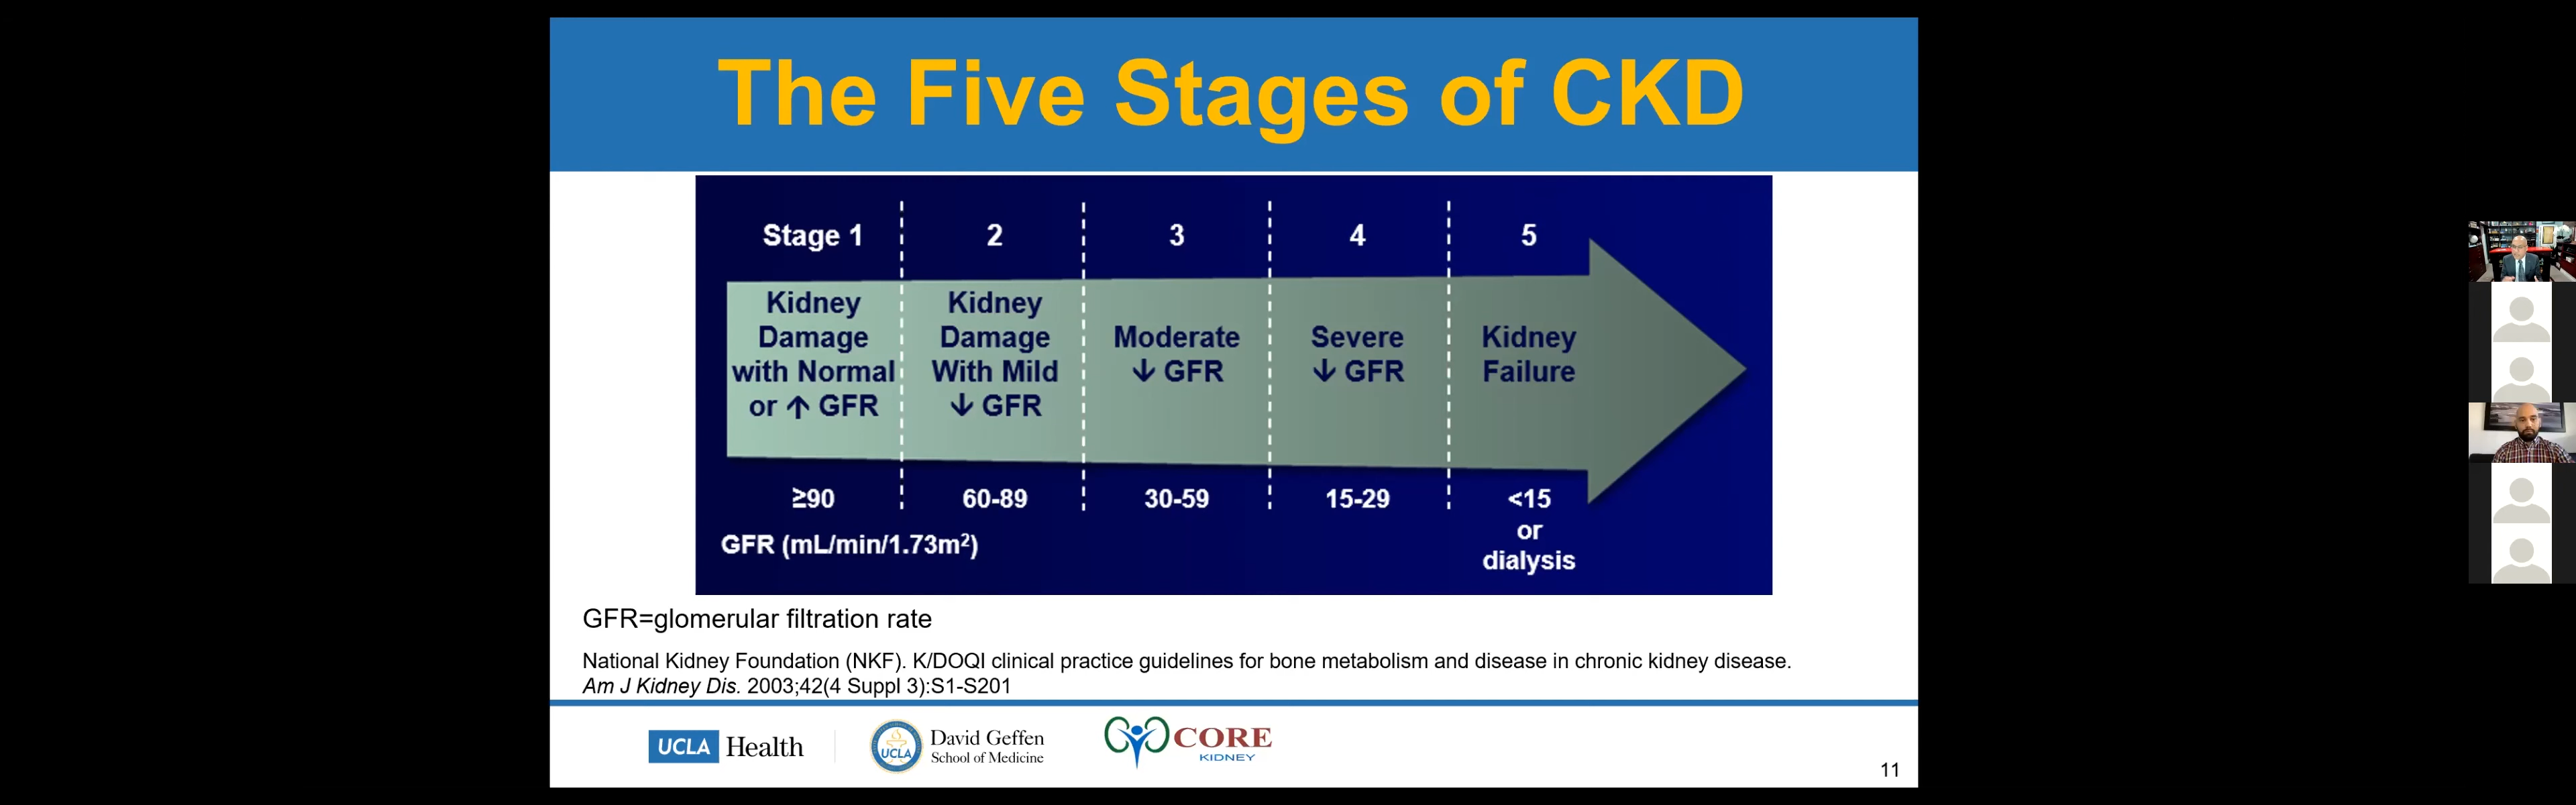 The Five Stages of CKD
Stage 1
2
3
4
5
Kidney
Damage
with Normal
or ↑ GFR
Kidney
Damage
With Mild
↓ GFR
Moderate
↓ GFR
Severe
↓ GFR
Kidney
Failure
≥90
60-89
30-59
15-29
<15
or
dialysis
GFR (mL/min/1.73m²)
GFR=glomerular filtration rate
National Kidney Foundation (NKF). K/DOQI clinical practice guidelines for bone metabolism and disease in chronic kidney disease.
Am J Kidney Dis. 2003;42(4 Suppl 3):S1-S201
UCLA Health
UCLA
David Geffen
School of Medicine
CORE
KIDNEY
11